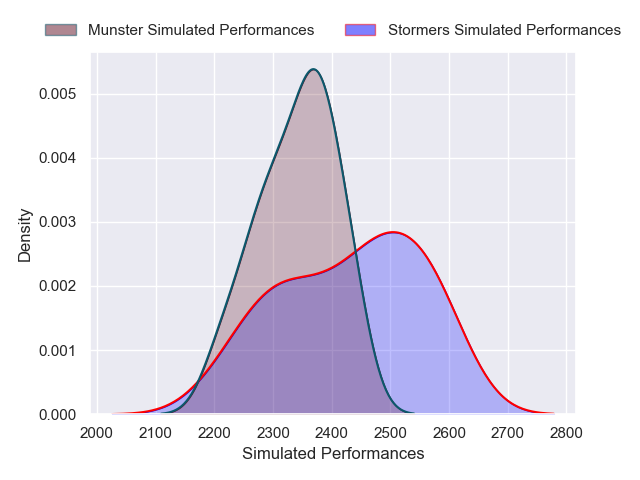 Munster Simulated Performances Stormers Simulated Performances
0.005
0.004
0.003
0.002
0.001
0.000
Density
2000 2100 2200 2300 2400 2500 2600 2700 2800
Simulated Performances